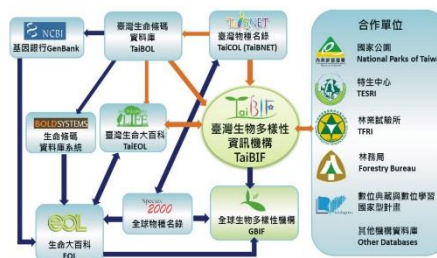 NCBI
基因銀行GenBank
臺灣生命條碼
資料庫
TaiBOL
TaiBNET
臺灣物種名錄
TaiCOL (TaiBNET)
BOLDSYSTEMS
生命條碼
資料庫系統
LIFE
臺灣生命大百科
TaiEOL
TaiBIF
臺灣生物多樣性
資訊機構
TaiBIF
eol
生命大百科
EOL
Species
2000
全球物種名錄
GBIF
全球生物多樣性機構
GBIF
合作單位
國家公園
National Parks of Taiwan
特生中心
TESRI
林業試驗所
TFRI
林務局
Forestry Bureau
數位典藏與數位學習
國家型計畫
其他機構資料庫
Other Databases